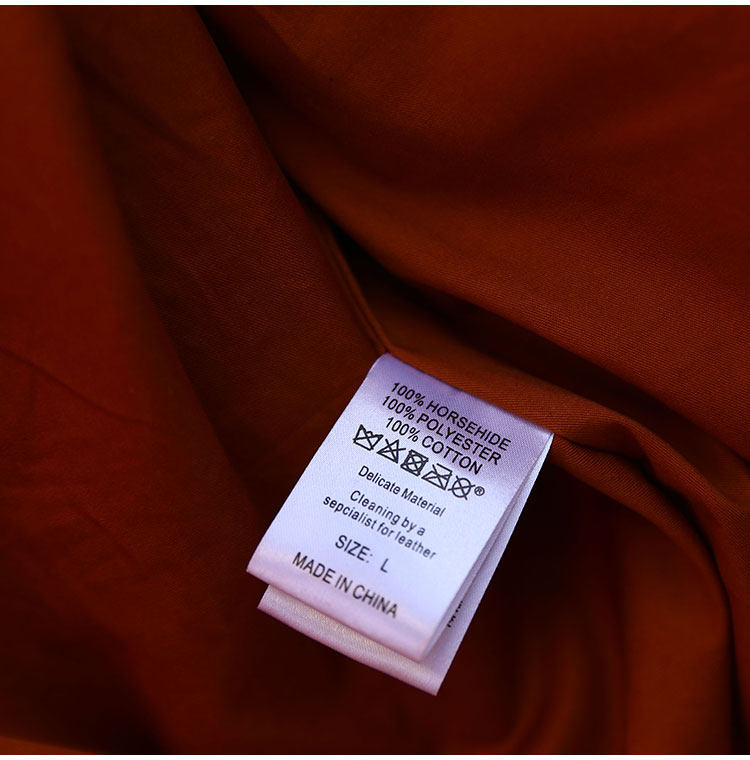 100% HORSEHIDE
100% POLYESTER
100% COTTON
®
Delicate Material
Cleaning by a
sepcialist for leather
SIZE: L
MADE IN CHINA